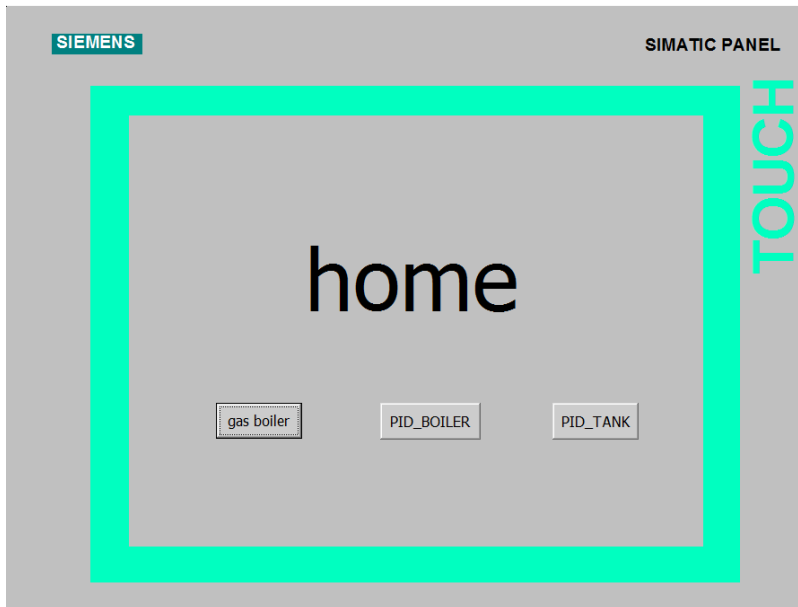 SIEMENS
SIMATIC PANEL
TOUCH
home
gas boiler
PID_BOILER
PID_TANK